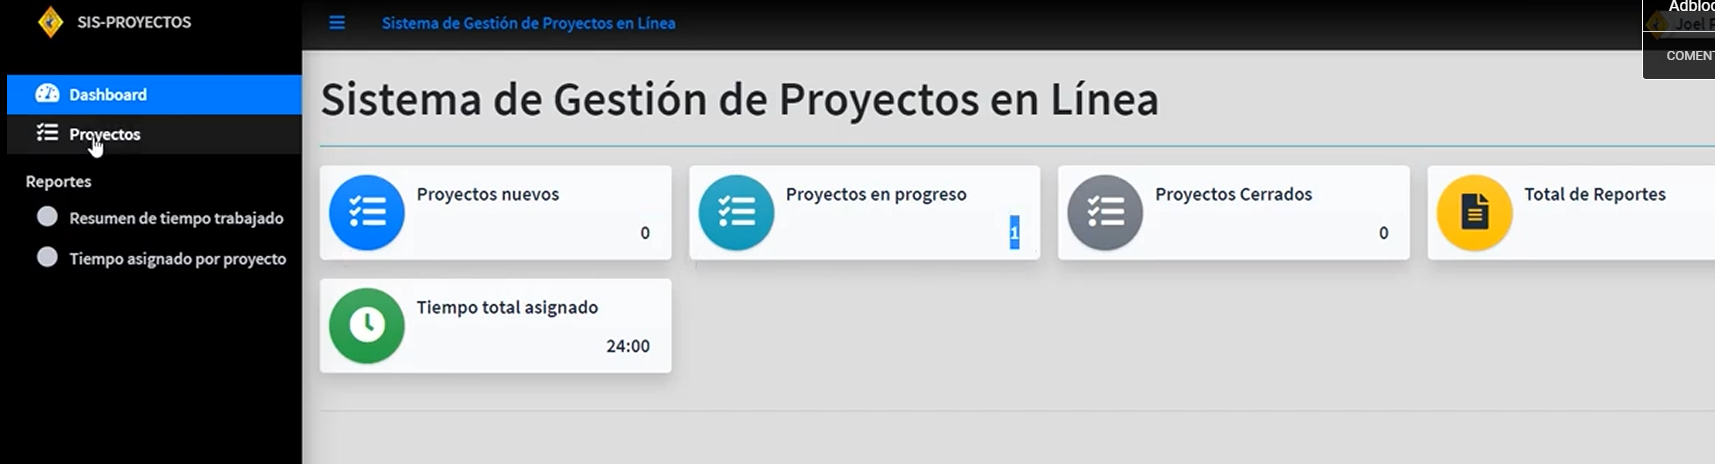 SIS-PROYECTOS
Sistema de Gestión de Proyectos en Línea
Adbloc
Joel R
COMENT
Dashboard
Proyectos
Reportes
Resumen de tiempo trabajado
Tiempo asignado por proyecto
Sistema de Gestión de Proyectos en Línea
Proyectos nuevos
0
Proyectos en progreso
1
Proyectos Cerrados
0
Total de Reportes
Tiempo total asignado
24:00